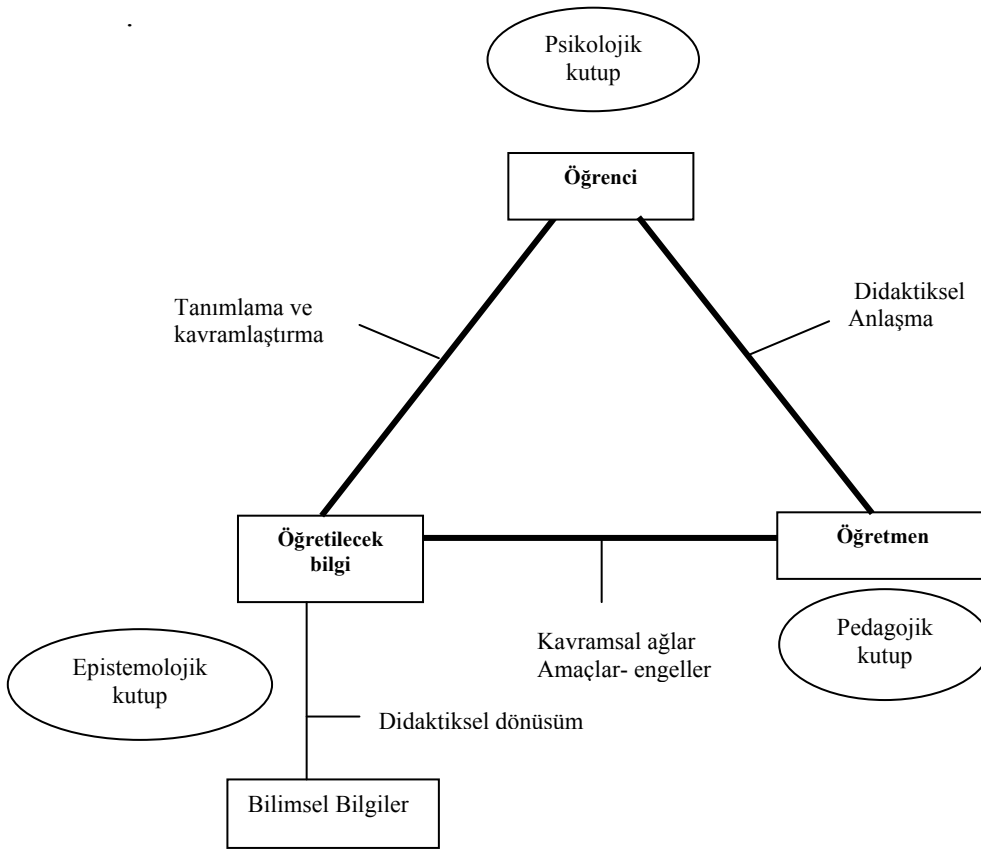 Psikolojik
kutup
Öğrenci
Tanımlama ve
kavramlaştırma
Didaktiksel
Anlaşma
Öğretilecek
bilgi
Öğretmen
Kavramsal ağlar
Amaçlar- engeller
Pedagojik
kutup
Epistemolojik
kutup
Didaktiksel dönüsüm
Bilimsel Bilgiler